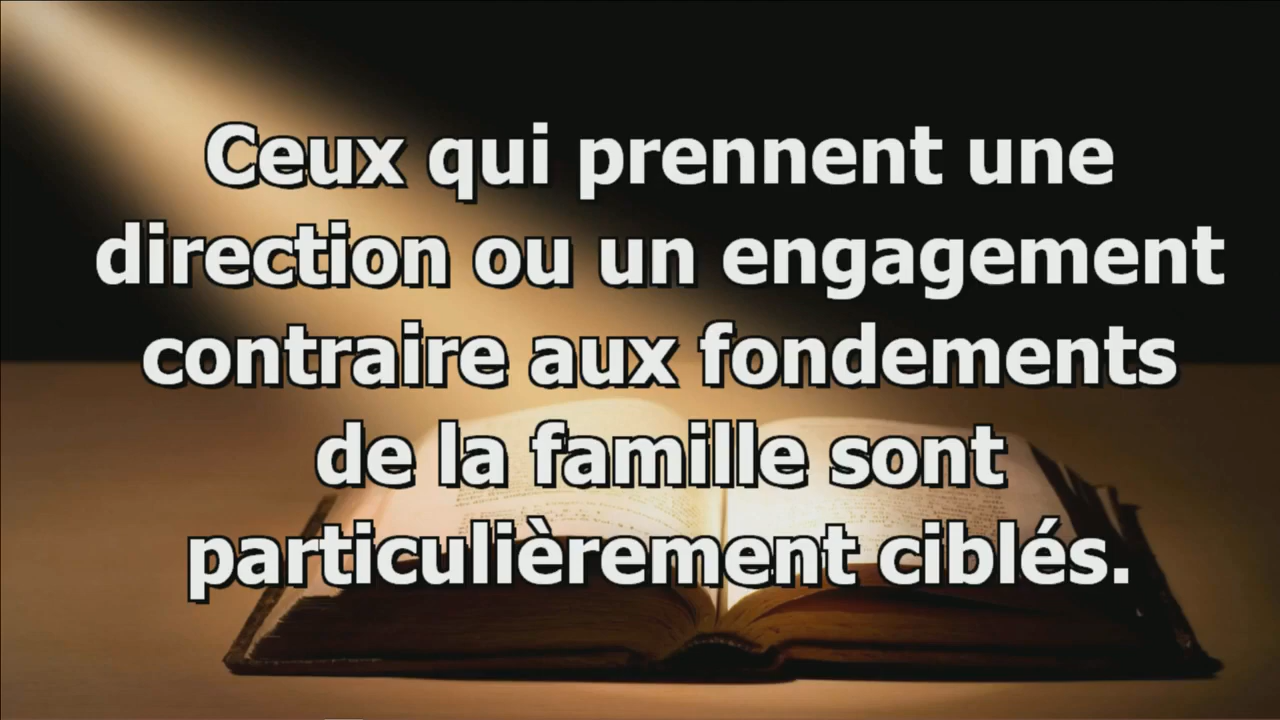 Ceux qui prennent une
direction ou un engagement
contraire aux fondements
de la famille sont
particulièrement ciblés.